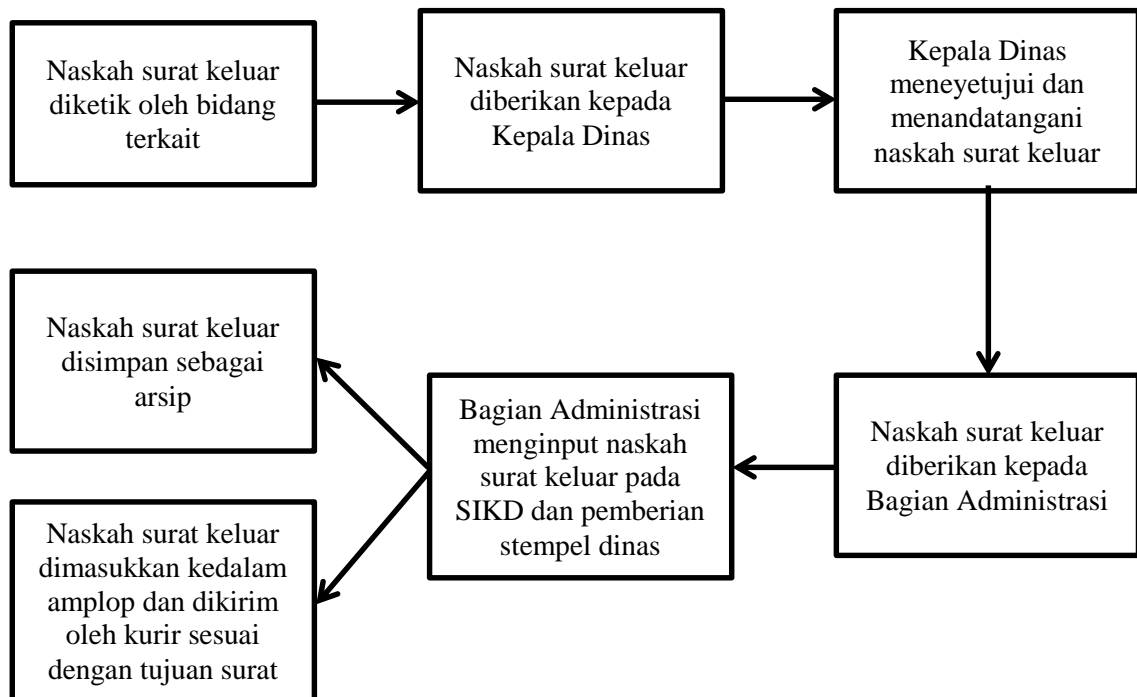 Naskah surat keluar
diketik oleh bidang
terkait
Naskah surat keluar
diberikan kepada
Kepala Dinas
Kepala Dinas
meneyetujui dan
menandatangani
naskah surat keluar
Naskah surat keluar
diberikan kepada
Bagian Administrasi
Bagian Administrasi
menginput naskah
surat keluar pada
SIKD dan pemberian
stempel dinas
Naskah surat keluar
disimpan sebagai
arsip
Naskah surat keluar
dimasukkan kedalam
amplop dan dikirim
oleh kurir sesuai
dengan tujuan surat